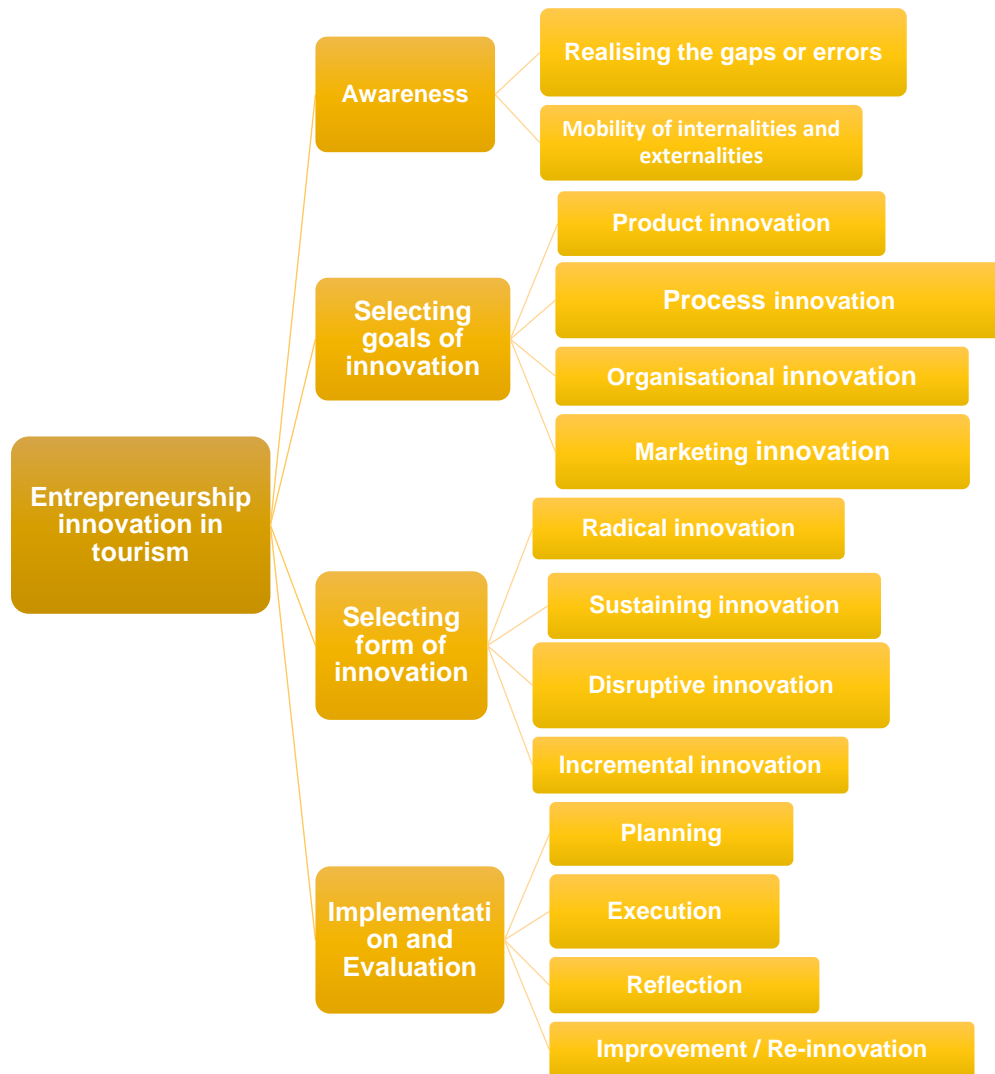 Entrepreneurship
innovation in
tourism
Awareness
Realising the gaps or errors
Mobility of internalities and
externalities
Selecting
goals of
innovation
Product innovation
Process innovation
Organisational innovation
Marketing innovation
Selecting
form of
innovation
Radical innovation
Sustaining innovation
Disruptive innovation
Incremental innovation
Implementati
on and
Evaluation
Planning
Execution
Reflection
Improvement / Re-innovation